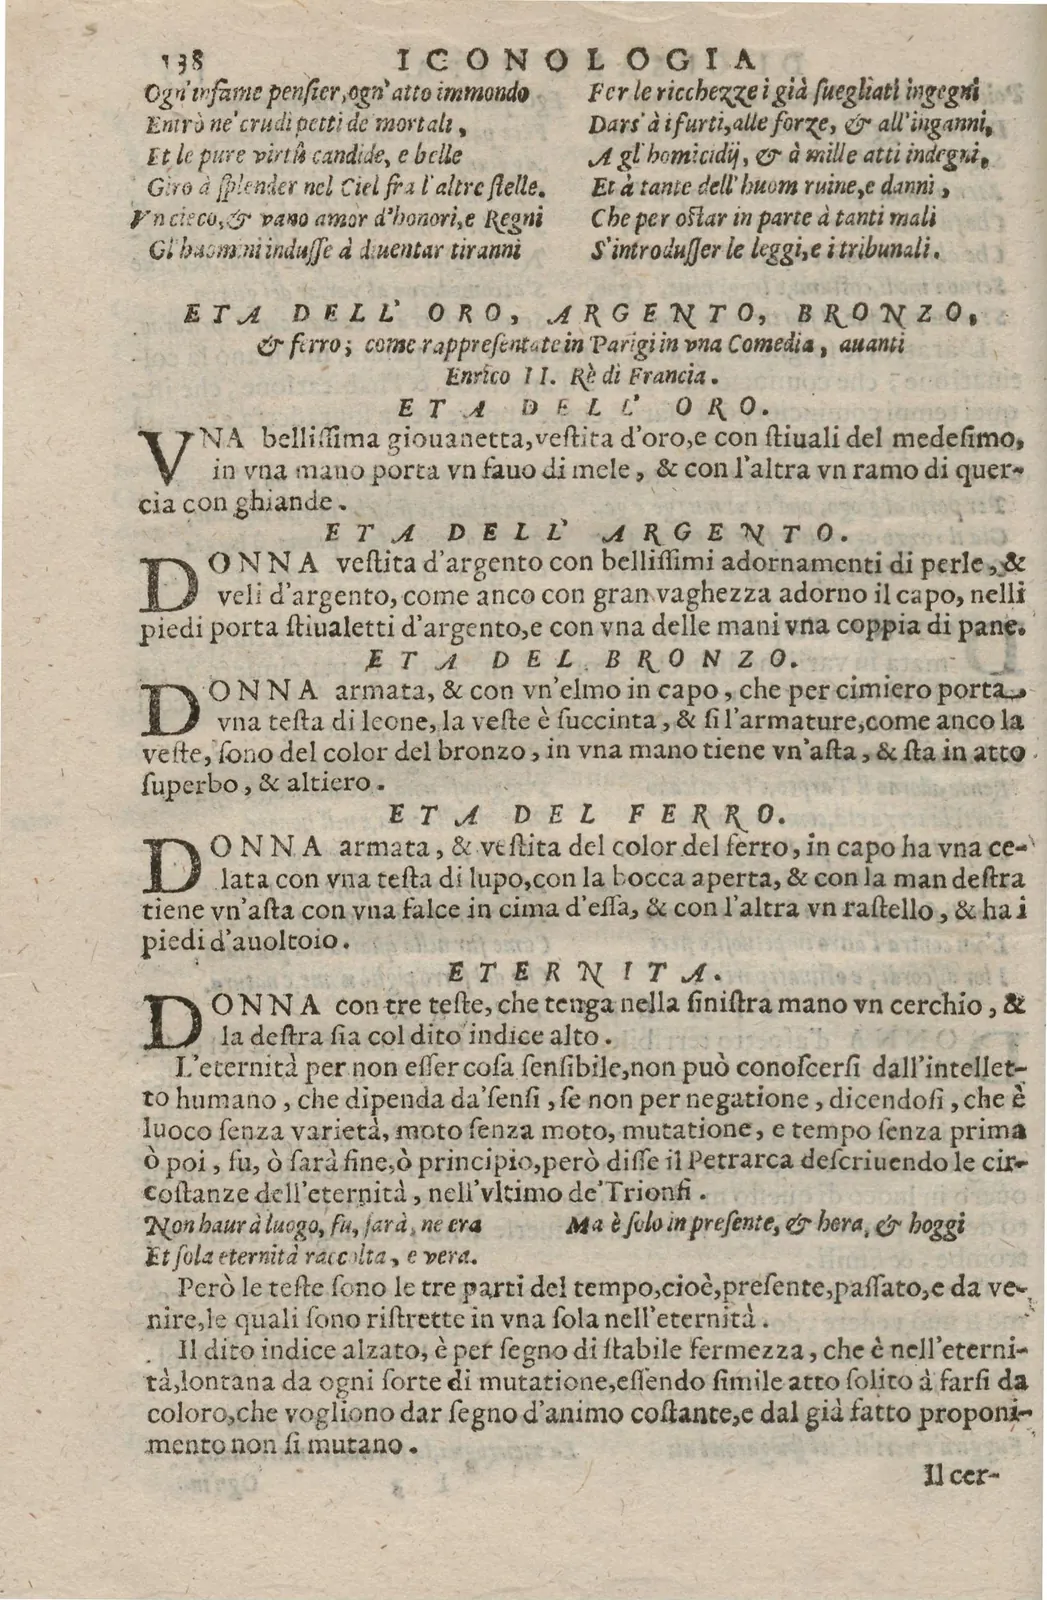 138 ICONOLOGIA
Ogn'infame pensier, ogn'atto immondo
Entrò ne' crudi petti de mortali,
Et le pure virtù candide, e belle
Giro à splender nel Ciel fra l'altre stelle.
Vn cieco, & vano amor d'honori, e Regni
Gl'huomini indusse à diuentar tiranni
Fer le ricchezze i già suegliati ingegni
Dars' à i furti, alle forze, & all'inganni,
A gl'homicidij, & à mille atti indegni,
Et à tante dell'huom ruine, e danni,
Che per ostar in parte à tanti mali
S'introdusser le leggi, e i tribunali.
ETA DELL' ORO, ARGENTO, BRONZO,
& ferro; come rappresentate in Parigi in vna Comedia, auanti
Enrico II. Rè di Francia.
ETA DELL' ORO.
VNA bellissima giouanetta, vestita d'oro, e con stiuali del medesimo,
in vna mano porta vn fauo di mele, & con l'altra vn ramo di quer-
cia con ghiande.
ETA DELL' ARGENTO.
DONNA vestita d'argento con bellissimi adornamenti di perle, &
veli d'argento, come anco con gran vaghezza adorno il capo, nelli
piedi porta stiualetti d'argento, e con vna delle mani vna coppia di pane.
ETA DEL BRONZO.
DONNA armata, & con vn'elmo in capo, che per cimiero porta
vna testa di leone, la veste è succinta, & sì l'armature, come anco la
veste, sono del color del bronzo, in vna mano tiene vn'asta, & sta in atto
superbo, & altiero.
ETA DEL FERRO.
DONNA armata, & vestita del color del ferro, in capo ha vna ce-
lata con vna testa di lupo, con la bocca aperta, & con la man destra
tiene vn'asta con vna falce in cima d'essa, & con l'altra vn rastello, & ha i
piedi d'auoltoio.
ETERNITA.
DONNA con tre teste, che tenga nella sinistra mano vn cerchio, &
la destra sia col dito indice alto.
L'eternità per non esser cosa sensibile, non può conoscersi dall'intellet-
to humano, che dipenda da'sensi, se non per negatione, dicendosi, che è
luoco senza varietà, moto senza moto, mutatione, e tempo senza prima
ò poi, fu, ò sarà fine, ò principio, però disse il Petrarca descriuendo le cir-
costanze dell'eternità, nell'vltimo de'Trionfi.
Non haurà luogo, fu, sarà, ne era
Et sola eternità raccolta, e vera.
Ma è solo in presente, & hora, & hoggi
Però le teste sono le tre parti del tempo, cioè, presente, passato, e da ve-
nire, le quali sono ristrette in vna sola nell'eternità.
Il dito indice alzato, è per segno di stabile fermezza, che è nell'eterni-
tà, lontana da ogni sorte di mutatione, essendo simile atto solito à farsi da
coloro, che vogliono dar segno d'animo costante, e dal già fatto proponi-
mento non si mutano.
Il cer-